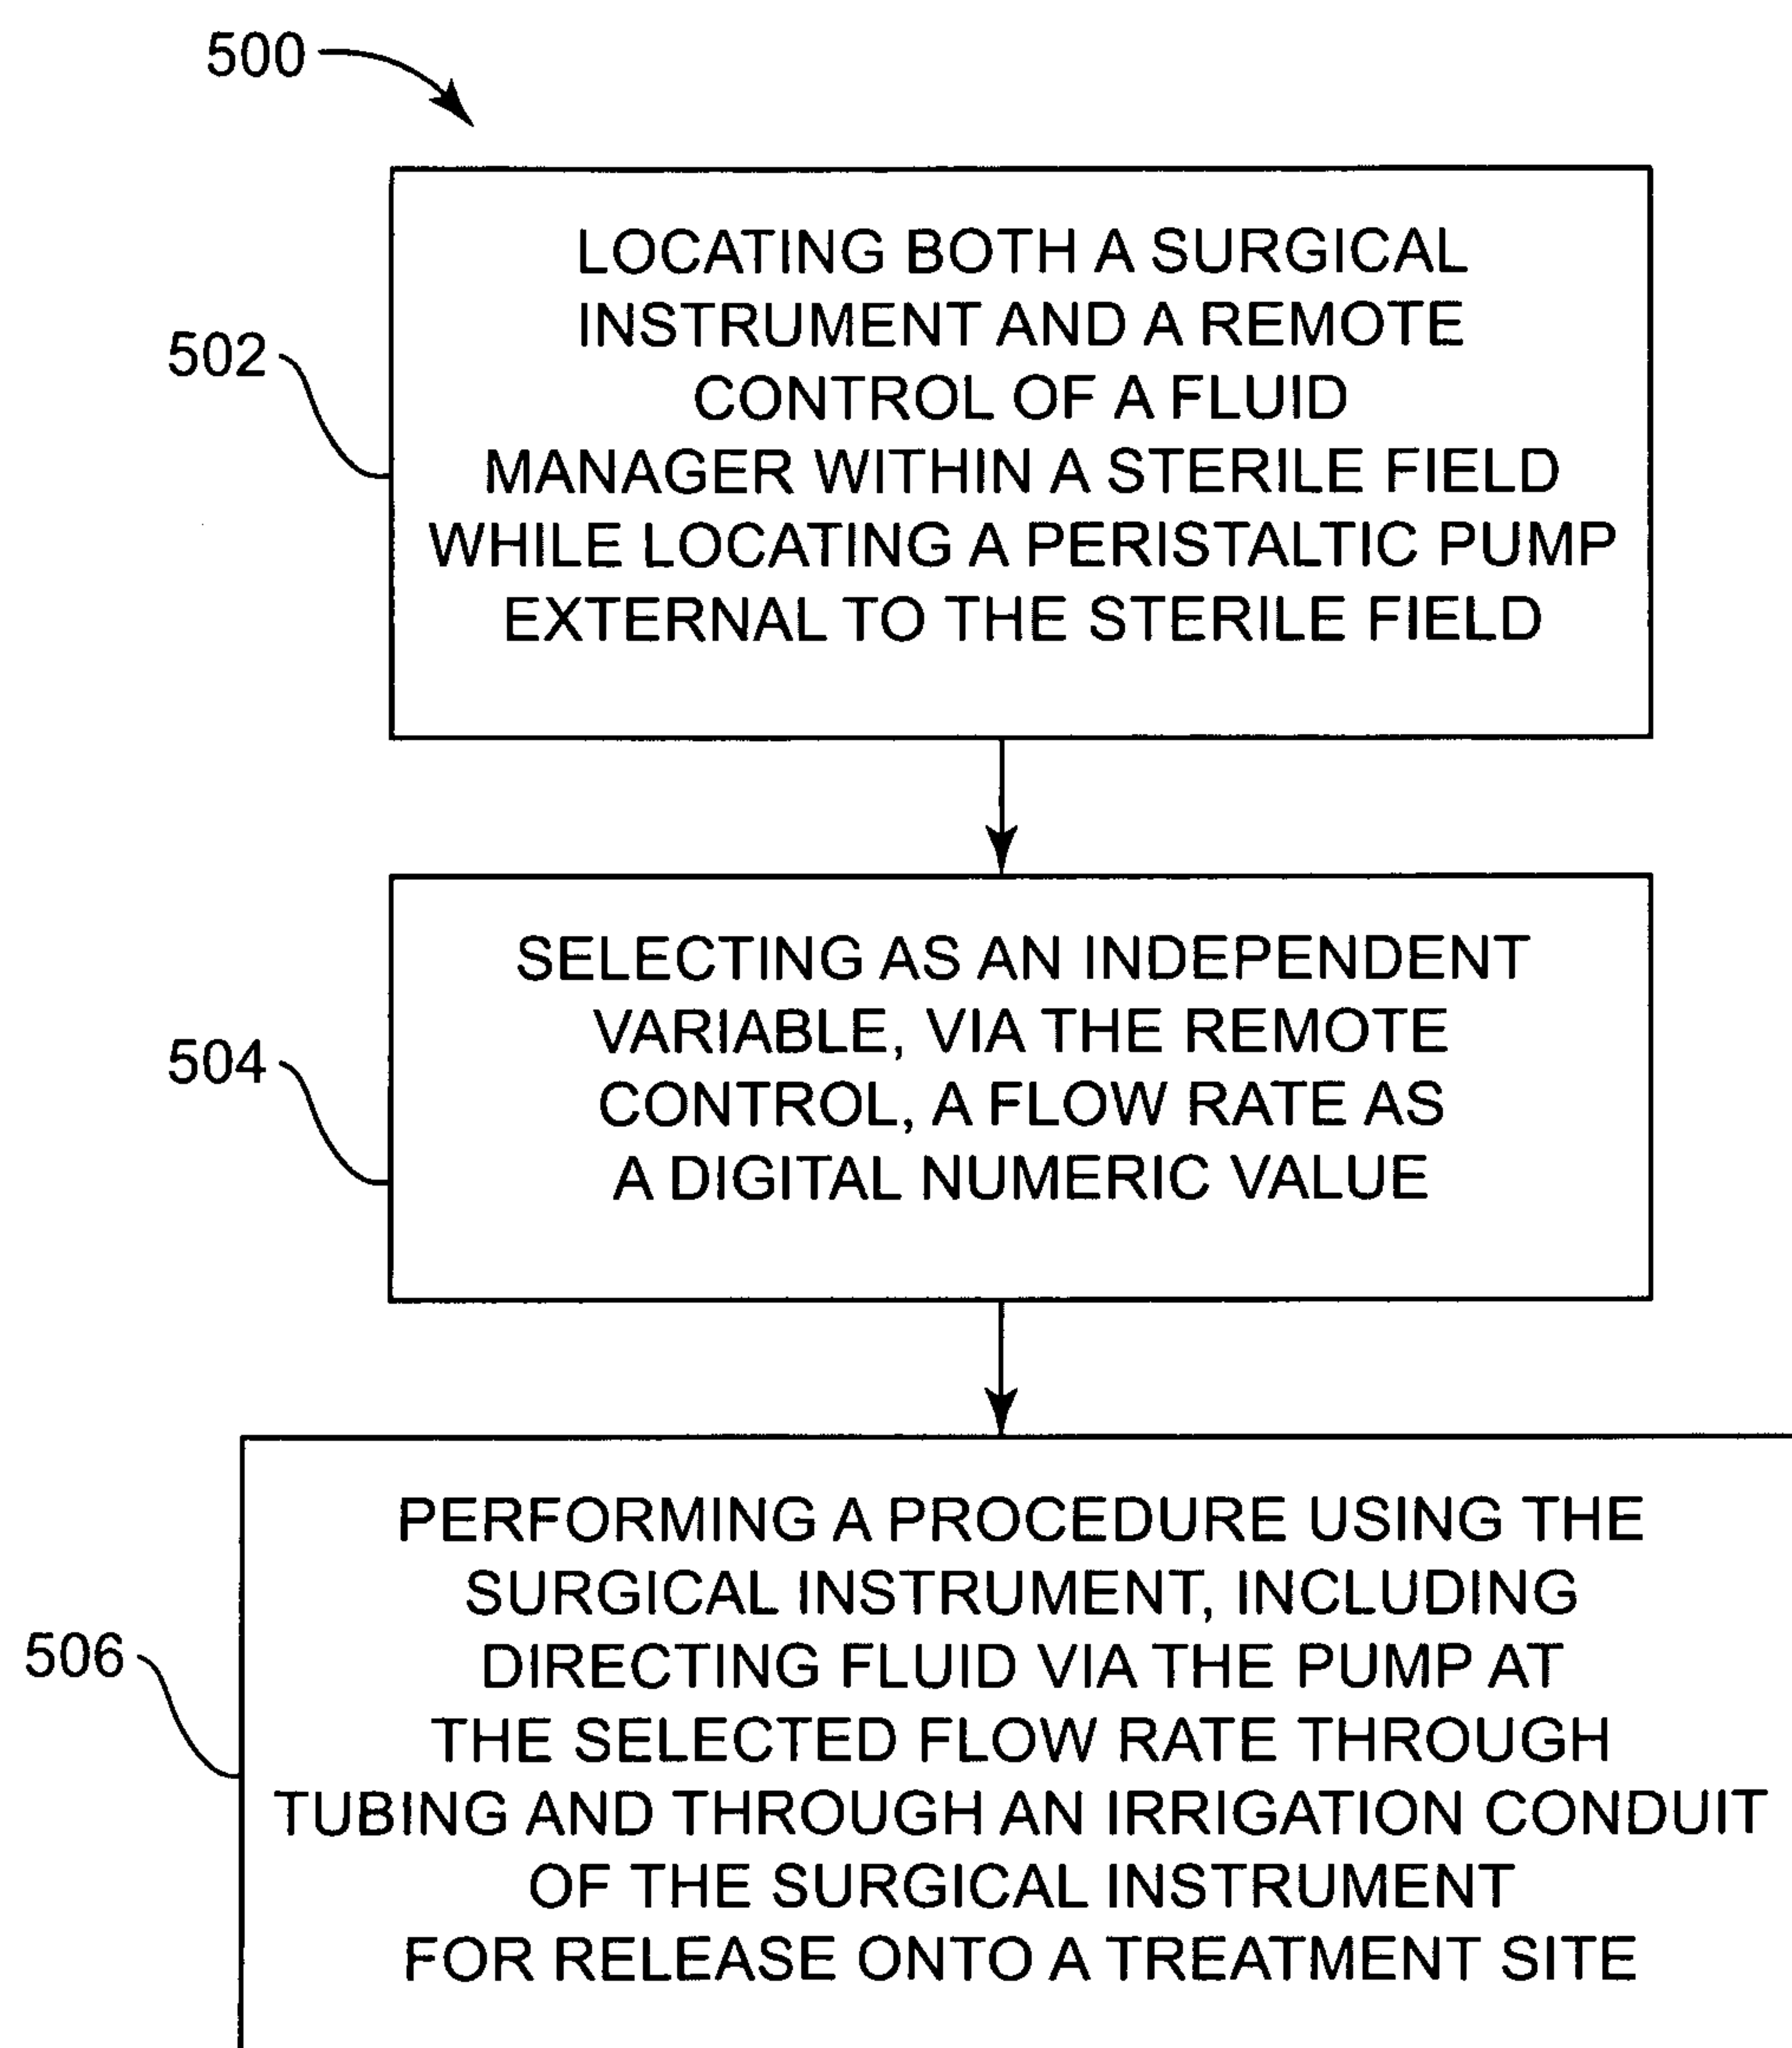 500
502
LOCATING BOTH A SURGICAL
INSTRUMENT AND A REMOTE
CONTROL OF A FLUID
MANAGER WITHIN A STERILE FIELD
WHILE LOCATING A PERISTALTIC PUMP
EXTERNAL TO THE STERILE FIELD
504
SELECTING AS AN INDEPENDENT
VARIABLE, VIA THE REMOTE
CONTROL, A FLOW RATE AS
A DIGITAL NUMERIC VALUE
506
PERFORMING A PROCEDURE USING THE
SURGICAL INSTRUMENT, INCLUDING
DIRECTING FLUID VIA THE PUMP AT
THE SELECTED FLOW RATE THROUGH
TUBING AND THROUGH AN IRRIGATION CONDUIT
OF THE SURGICAL INSTRUMENT
FOR RELEASE ONTO A TREATMENT SITE